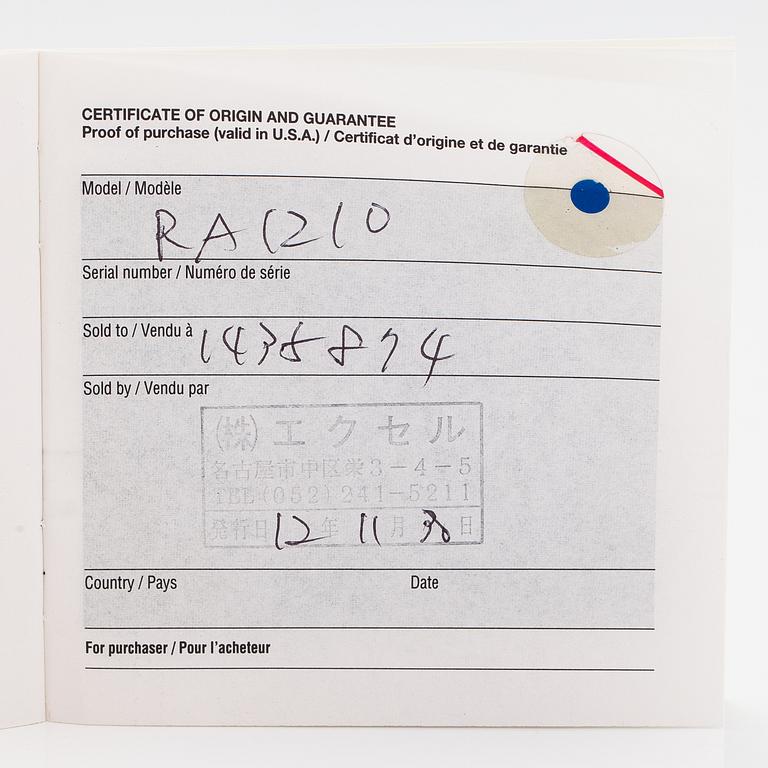 CERTIFICATE OF ORIGIN AND GUARANTEE
Proof of purchase (valid in U.S.A.) / Certificat d'origine et de garantie
Model / Modèle
RA1210
Serial number / Numéro de série
Sold to / Vendu à
1435874
Sold by / Vendu par
(株)エクセル
名古屋市中区栄3-4-5
TEL(052)241-5211
発行日12年11月30日
Country / Pays Date
For purchaser / Pour l'acheteur